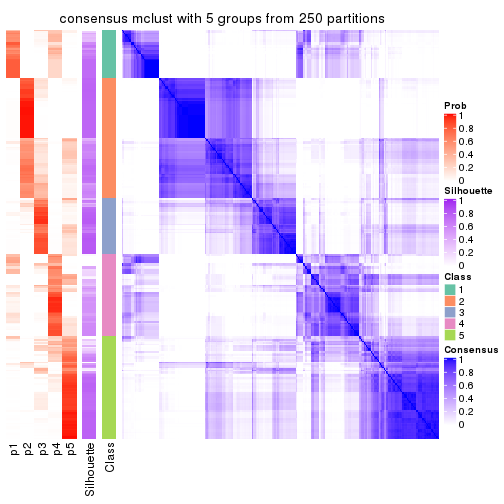 consensus mclust with 5 groups from 250 partitions
Prob
1
0.8
0.6
0.4
0.2
0
Silhouette
1
0.8
0.6
0.4
0.2
0
Class
1
2
3
4
5
Consensus
1
0.8
0.6
0.4
0.2
0
p1
p2
p3
p4
p5
Silhouette
Class